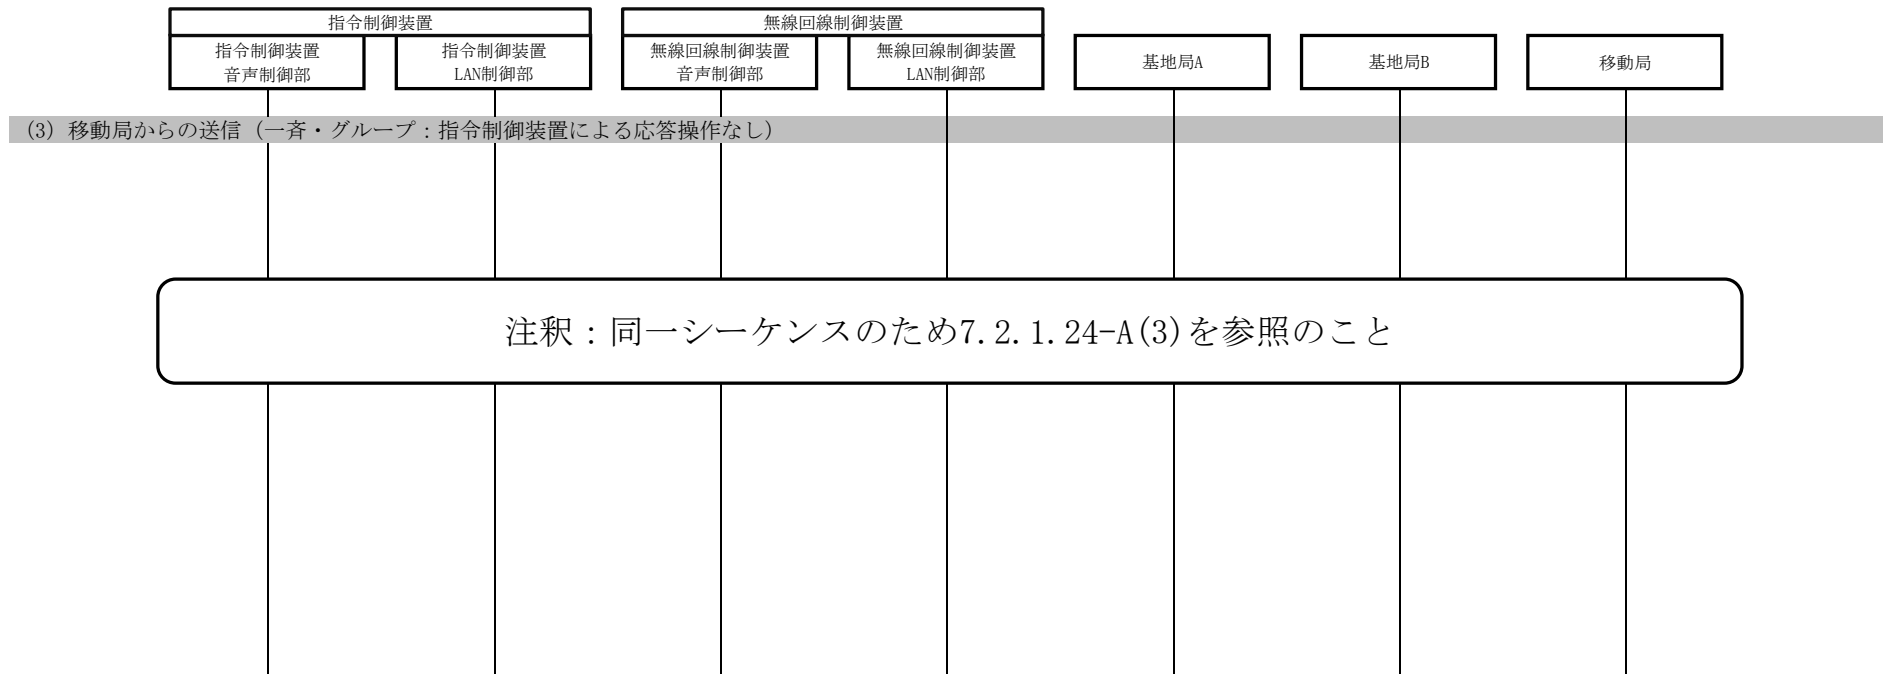 指令制御装置
無線回線制御装置
指令制御装置
音声制御部
指令制御装置
LAN制御部
無線回線制御装置
音声制御部
無線回線制御装置
LAN制御部
基地局A
基地局B
移動局
(3) 移動局からの送信（一斉・グループ：指令制御装置による応答操作なし）
注釈：同一シーケンスのため7.2.1.24-A(3)を参照のこと